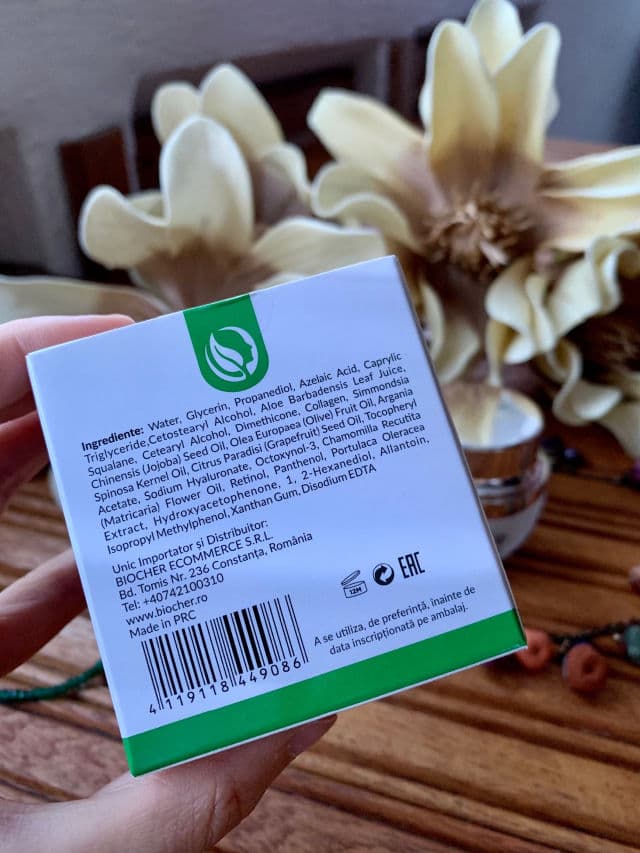 Ingrediente: Water, Glycerin, Propanediol, Azelaic Acid, Caprylic
Triglyceride,Cetostearyl Alcohol, Aloe Barbadensis Leaf Juice,
Squalane, Cetearyl Alcohol, Dimethicone, Collagen, Simmondsia
Chinensis (Jojoba) Seed Oil, Olea Europaea (Olive) Fruit Oil, Argania
Spinosa Kernel Oil, Citrus Paradisi (Grapefruit) Seed Oil, Tocopheryl
Acetate, Sodium Hyaluronate, Octoxynol-3, Chamomilla Recutita
(Matricaria) Flower Oil, Retinol, Panthenol, Portulaca Oleracea
Extract, Hydroxyacetophenone, 1, 2-Hexanediol, Allantoin,
Isopropyl Methylphenol, Xanthan Gum, Disodium EDTA
Unic Importator și Distribuitor:
BIOCHER ECOMMERCE S.R.L.
Bd. Tomis Nr. 236 Constanța, România
Tel: +40742100310
www.biocher.ro
Made in PRC
12M
EAC
4 119118 449086
A se utiliza, de preferință, înainte de
data inscripționată pe ambalaj.